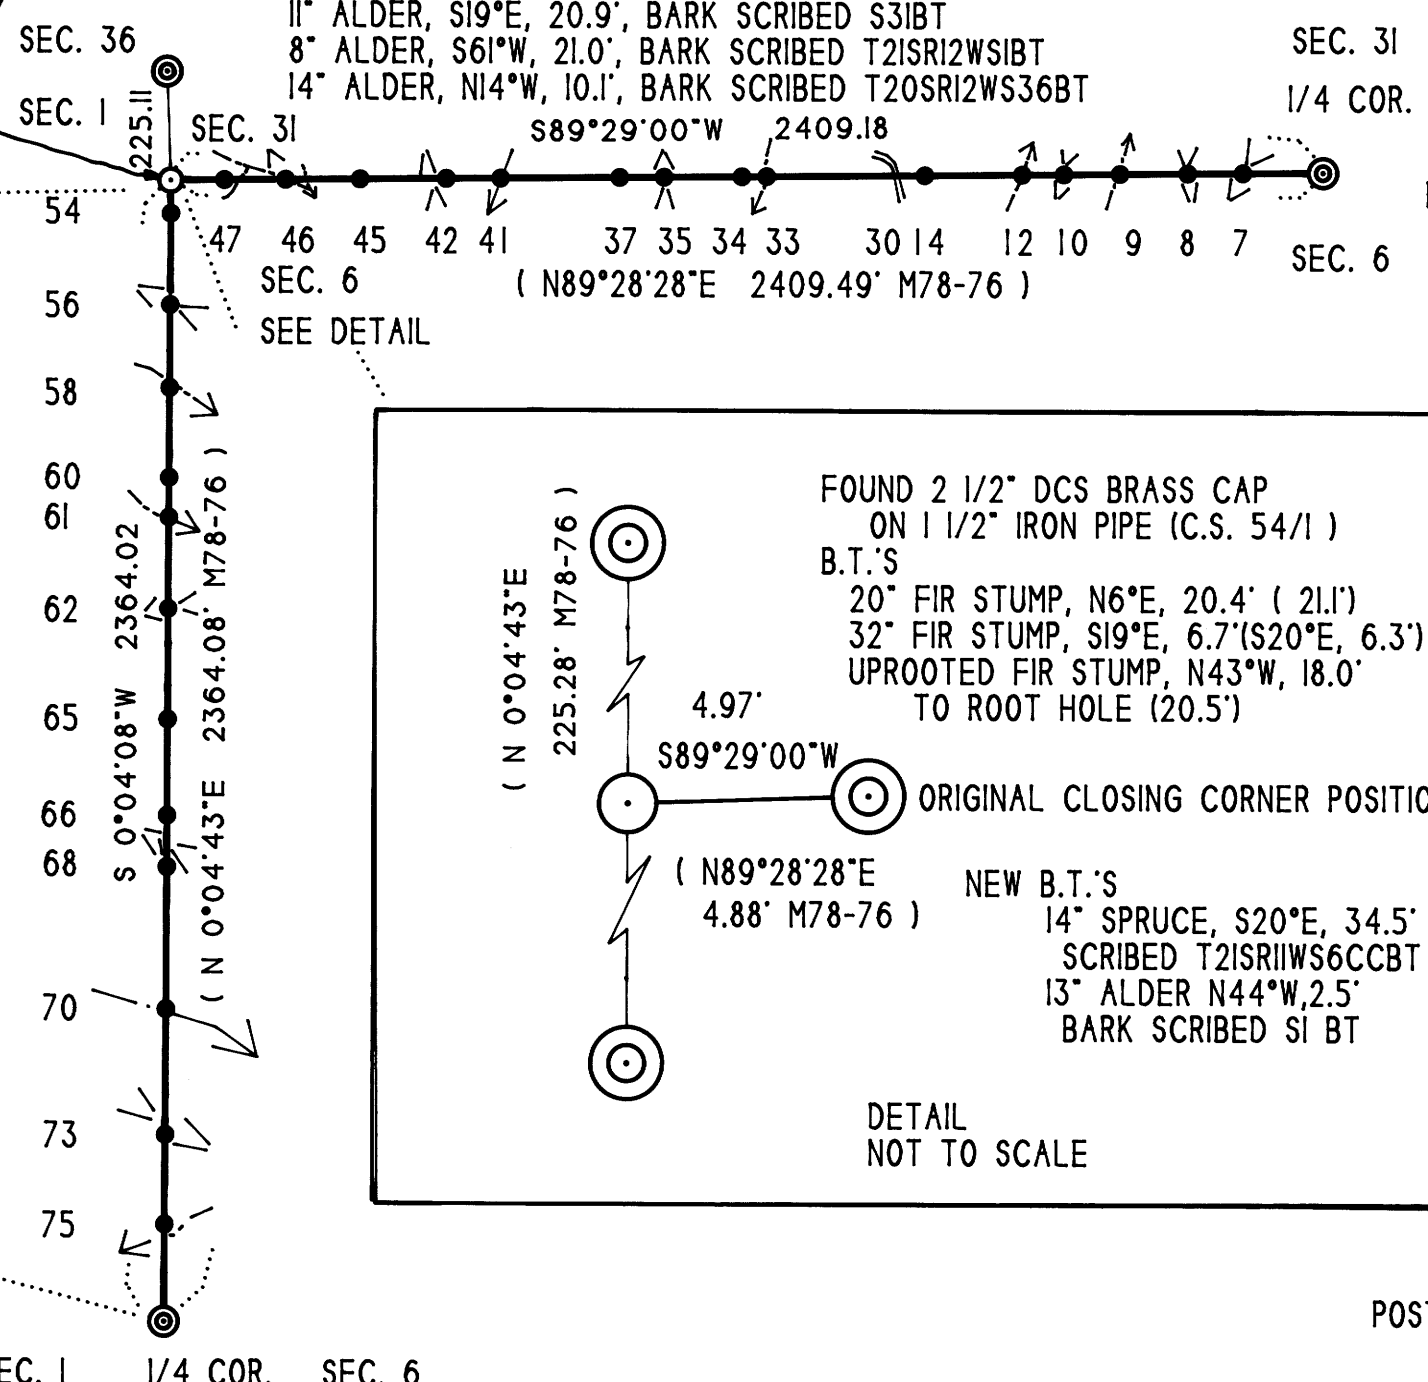 11" ALDER, S19°E, 20.9', BARK SCRIBED S31BT
8" ALDER, S61°W, 21.0', BARK SCRIBED T21SR12WS1BT
14" ALDER, N14°W, 10.1', BARK SCRIBED T20SR12WS36BT
SEC. 36
SEC. 31
SEC. 1
1/4 COR.
225.11
SEC. 31
S89°29'00"W 2409.18
54
47 46 45 42 41 37 35 34 33 30 14 12 10 9 8 7
SEC. 6
SEC. 6
( N89°28'28"E 2409.49' M78-76 )
SEE DETAIL
56
58
60
61
62
65
66
68
70
73
75
S 0°04'08"W 2364.02
( N 0°04'43"E 2364.08' M78-76 )
FOUND 2 1/2" DCS BRASS CAP
ON 1 1/2" IRON PIPE (C.S. 54/1 )
B.T.'S
20" FIR STUMP, N6°E, 20.4' ( 21.1')
32" FIR STUMP, S19°E, 6.7'(S20°E, 6.3')
UPROOTED FIR STUMP, N43°W, 18.0'
TO ROOT HOLE (20.5')
( N 0°04'43"E
225.28' M78-76 )
4.97'
S89°29'00"W
ORIGINAL CLOSING CORNER POSITIO
( N89°28'28"E
4.88' M78-76 )
NEW B.T.'S
14" SPRUCE, S20°E, 34.5'
SCRIBED T21SR11WS6CCBT
13" ALDER N44°W,2.5'
BARK SCRIBED S1 BT
DETAIL
NOT TO SCALE
POST
EC. 1 1/4 COR. SEC. 6